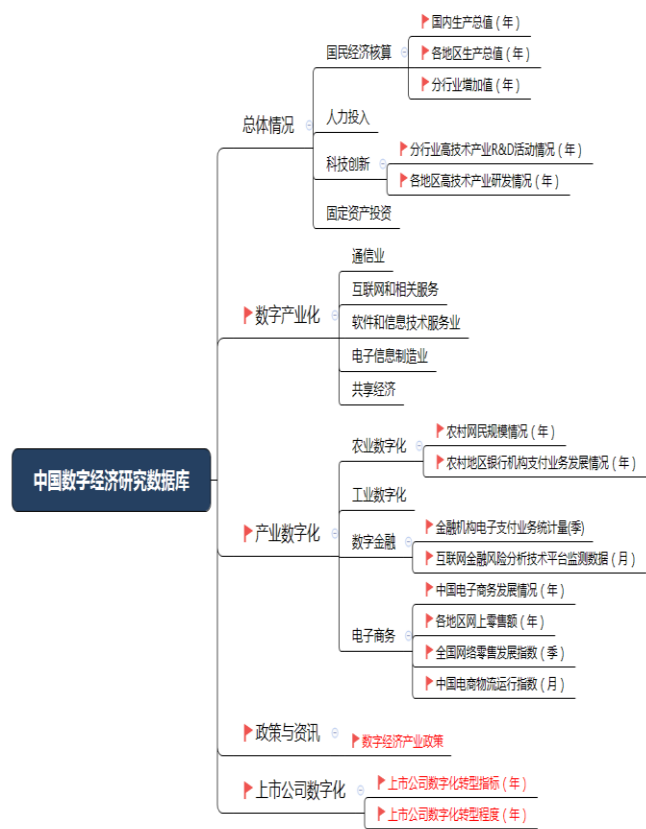 中国数字经济研究数据库
总体情况
国民经济核算
国内生产总值(年)
各地区生产总值(年)
分行业增加值(年)
人力投入
科技创新
分行业高技术产业R&D活动情况(年)
各地区高技术产业研发情况(年)
固定资产投资
数字产业化
通信业
互联网和相关服务
软件和信息技术服务业
电子信息制造业
共享经济
产业数字化
农业数字化
农村网民规模情况(年)
农村地区银行机构支付业务发展情况(年)
工业数字化
数字金融
金融机构电子支付业务统计量(季)
互联网金融风险分析技术平台监测数据(月)
电子商务
中国电子商务发展情况(年)
各地区网上零售额(年)
全国网络零售发展指数(季)
中国电商物流运行指数(月)
政策与资讯
数字经济产业政策
上市公司数字化
上市公司数字化转型指标(年)
上市公司数字化转型程度(年)